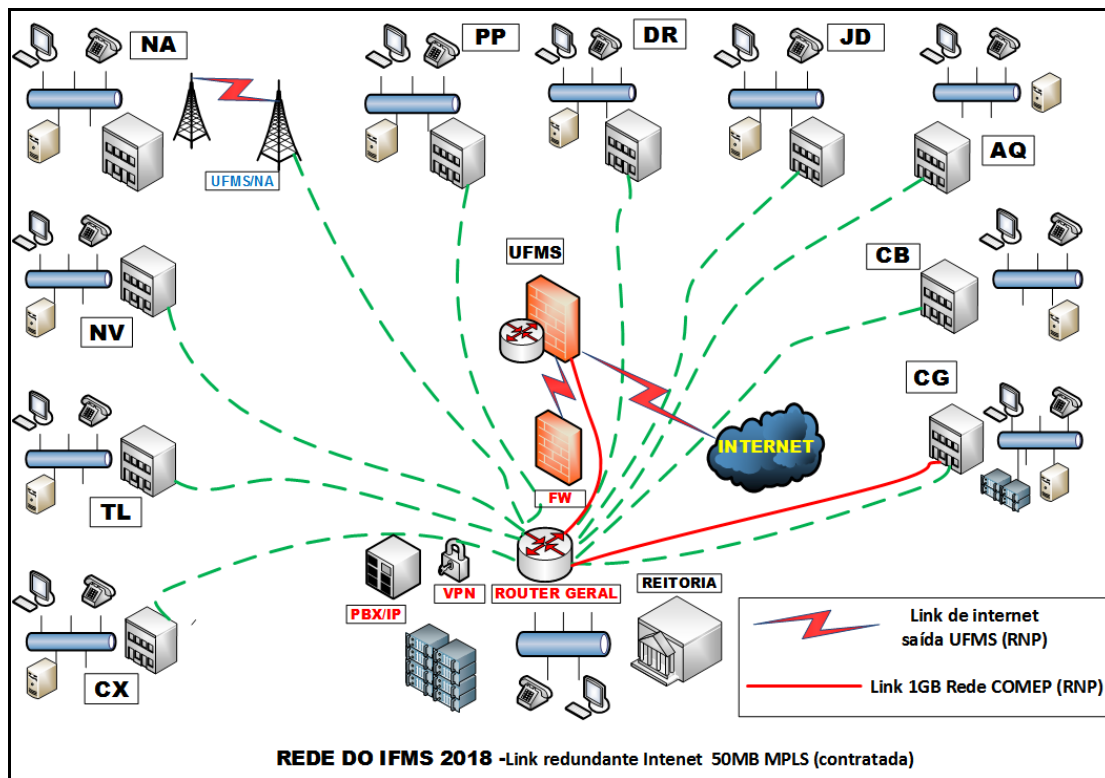 NA
PP
DR
JD
AQ
UFMS/NA
UFMS
CB
NV
CG
INTERNET
TL
FW
VPN
ROUTER GERAL
REITORIA
PBX/IP
CX
Link de internet
saída UFMS (RNP)
Link 1GB Rede COMEP (RNP)
REDE DO IFMS 2018 -Link redundante Intenet 50MB MPLS (contratada)